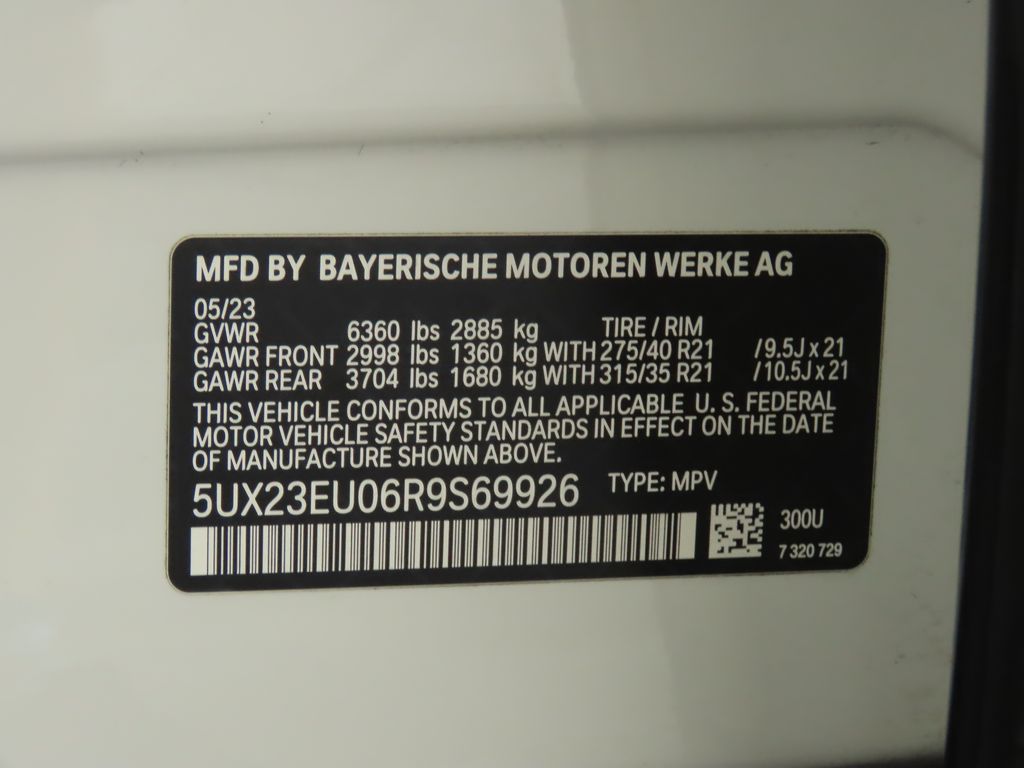 MFD BY BAYERISCHE MOTOREN WERKE AG
05/23
GVWR 6360 lbs 2885 kg TIRE / RIM
GAWR FRONT 2998 lbs 1360 kg WITH 275/40 R21 /9.5J x 21
GAWR REAR 3704 lbs 1680 kg WITH 315/35 R21 /10.5J x 21
THIS VEHICLE CONFORMS TO ALL APPLICABLE U. S. FEDERAL
MOTOR VEHICLE SAFETY STANDARDS IN EFFECT ON THE DATE
OF MANUFACTURE SHOWN ABOVE.
5UX23EU06R9S69926 TYPE: MPV
300U
7 320 729